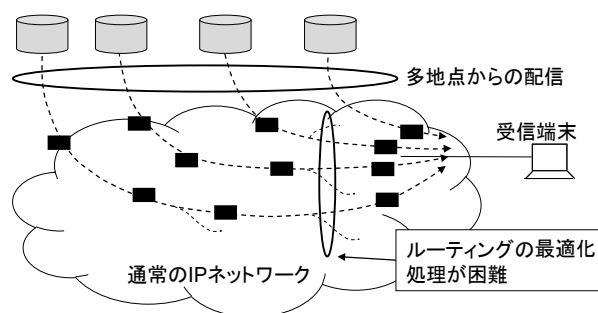 多地点からの配信
受信端末
通常のIPネットワーク
ルーティングの最適化
処理が困難